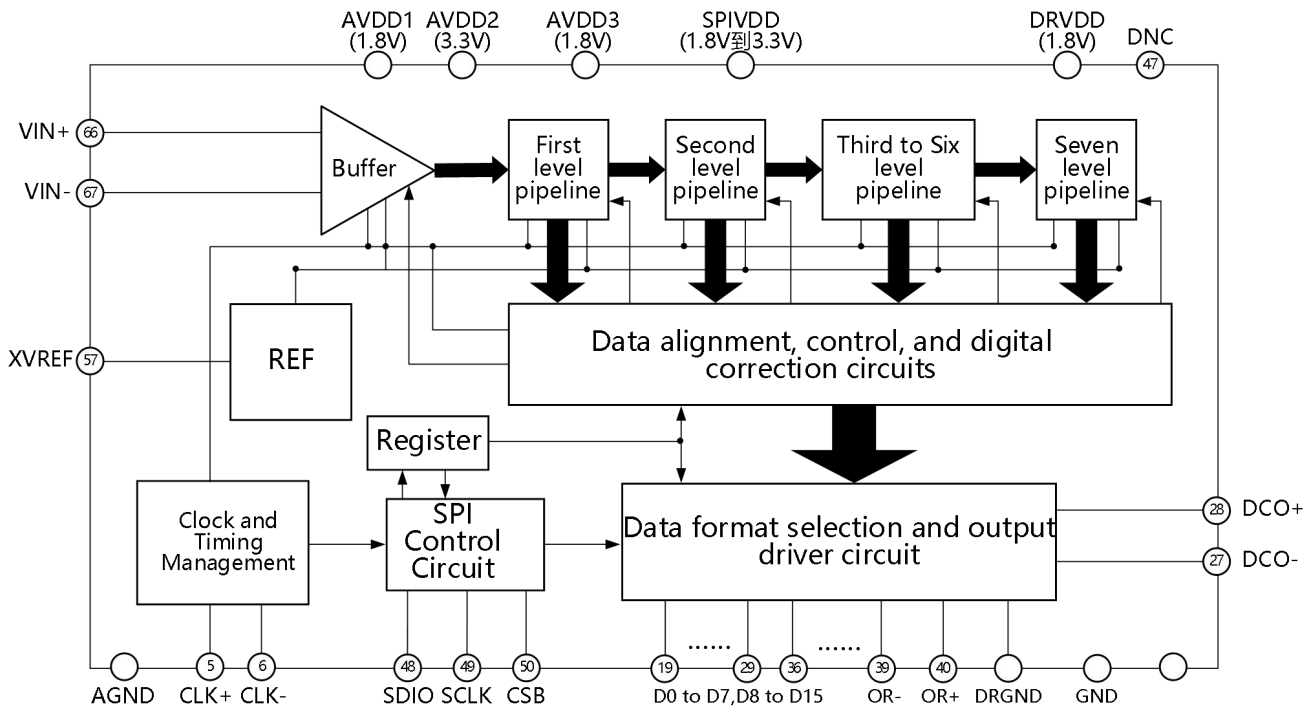 AVDD1 AVDD2 AVDD3 SPIVDD DRVDD DNC
(1.8V) (3.3V) (1.8V) (1.8V到3.3V) (1.8V) 47
VIN+ 66
VIN- 67
Buffer
First
level
pipeline
Second
level
pipeline
Third to Six
level
pipeline
Seven
level
pipeline
XVREF 57
REF
Data alignment, control, and digital
correction circuits
Register
Clock and
Timing
Management
SPI
Control
Circuit
Data format selection and output
driver circuit
28 DCO+
27 DCO-
5 6 48 49 50 19 ...... 29 36 ...... 39 40
AGND CLK+ CLK- SDIO SCLK CSB D0 to D7,D8 to D15 OR- OR+ DRGND GND